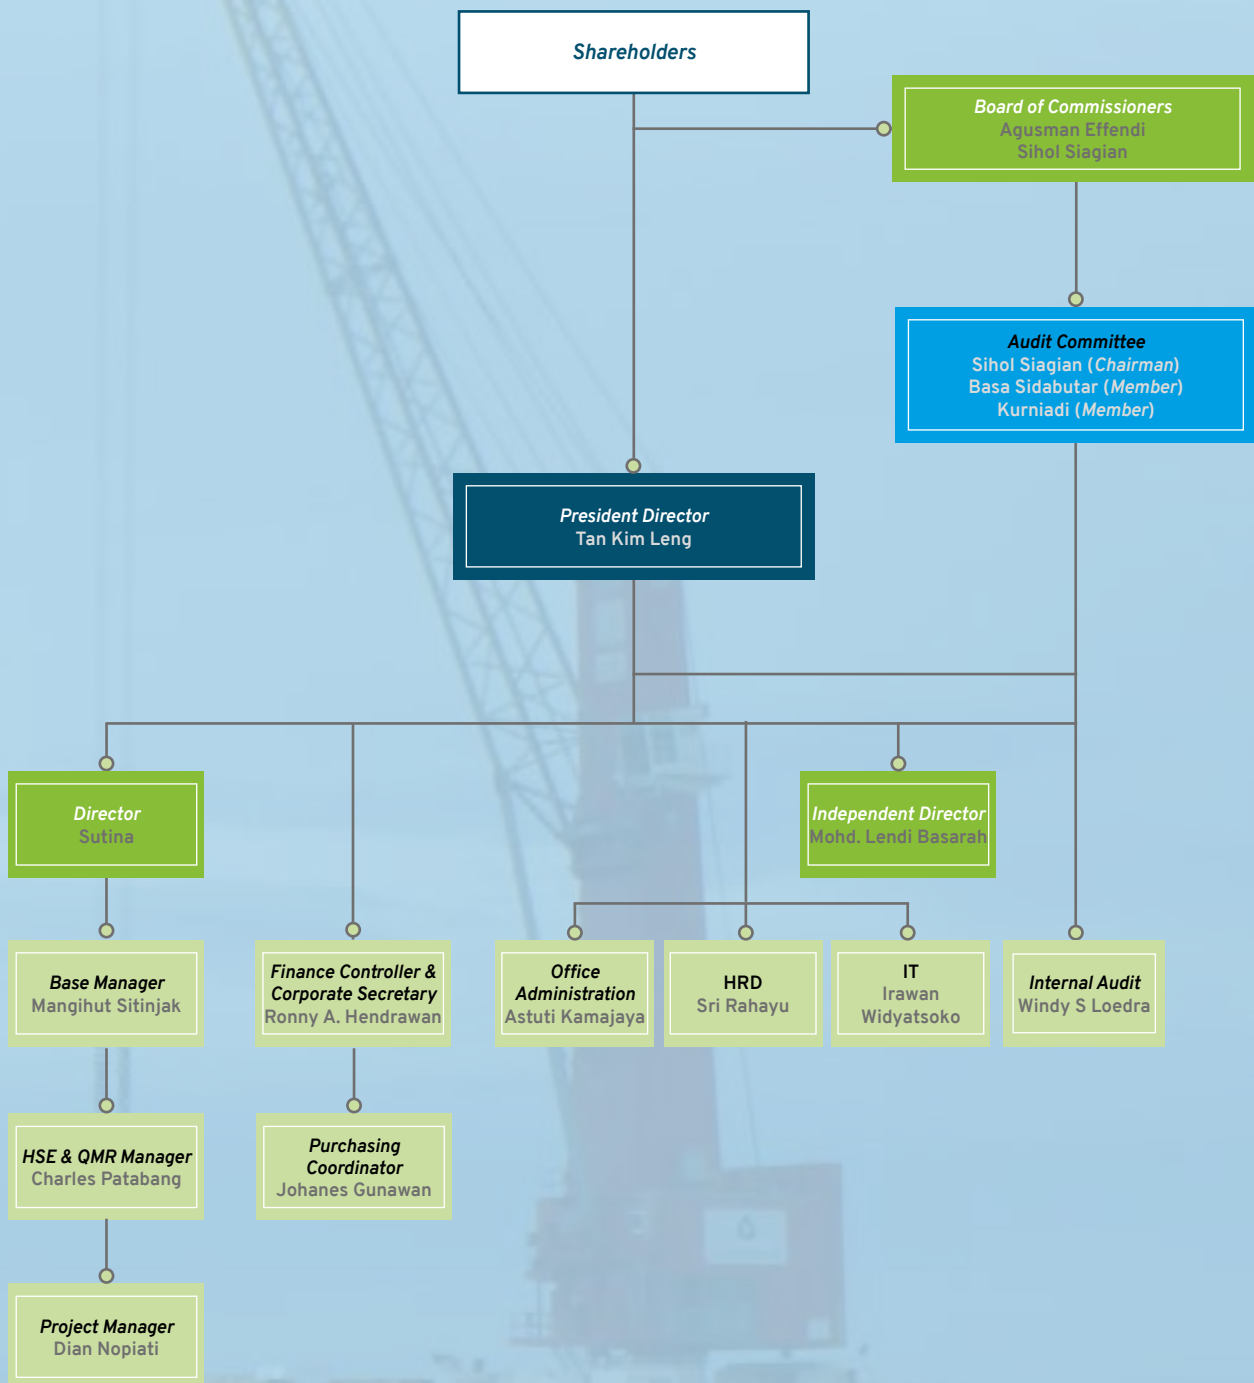 Shareholders
Board of Commissioners
Agusman Effendi
Sihol Siagian
Audit Committee
Sihol Siagian (Chairman)
Basa Sidabutar (Member)
Kurniadi (Member)
President Director
Tan Kim Leng
Director
Sutina
Independent Director
Mohd. Lendi Basarah
Base Manager
Mangihut Sitinjak
Finance Controller &
Corporate Secretary
Ronny A. Hendrawan
Office
Administration
Astuti Kamajaya
HRD
Sri Rahayu
IT
Irawan
Widyatsoko
Internal Audit
Windy S Loedra
HSE & QMR Manager
Charles Patabang
Purchasing
Coordinator
Johanes Gunawan
Project Manager
Dian Nopiati